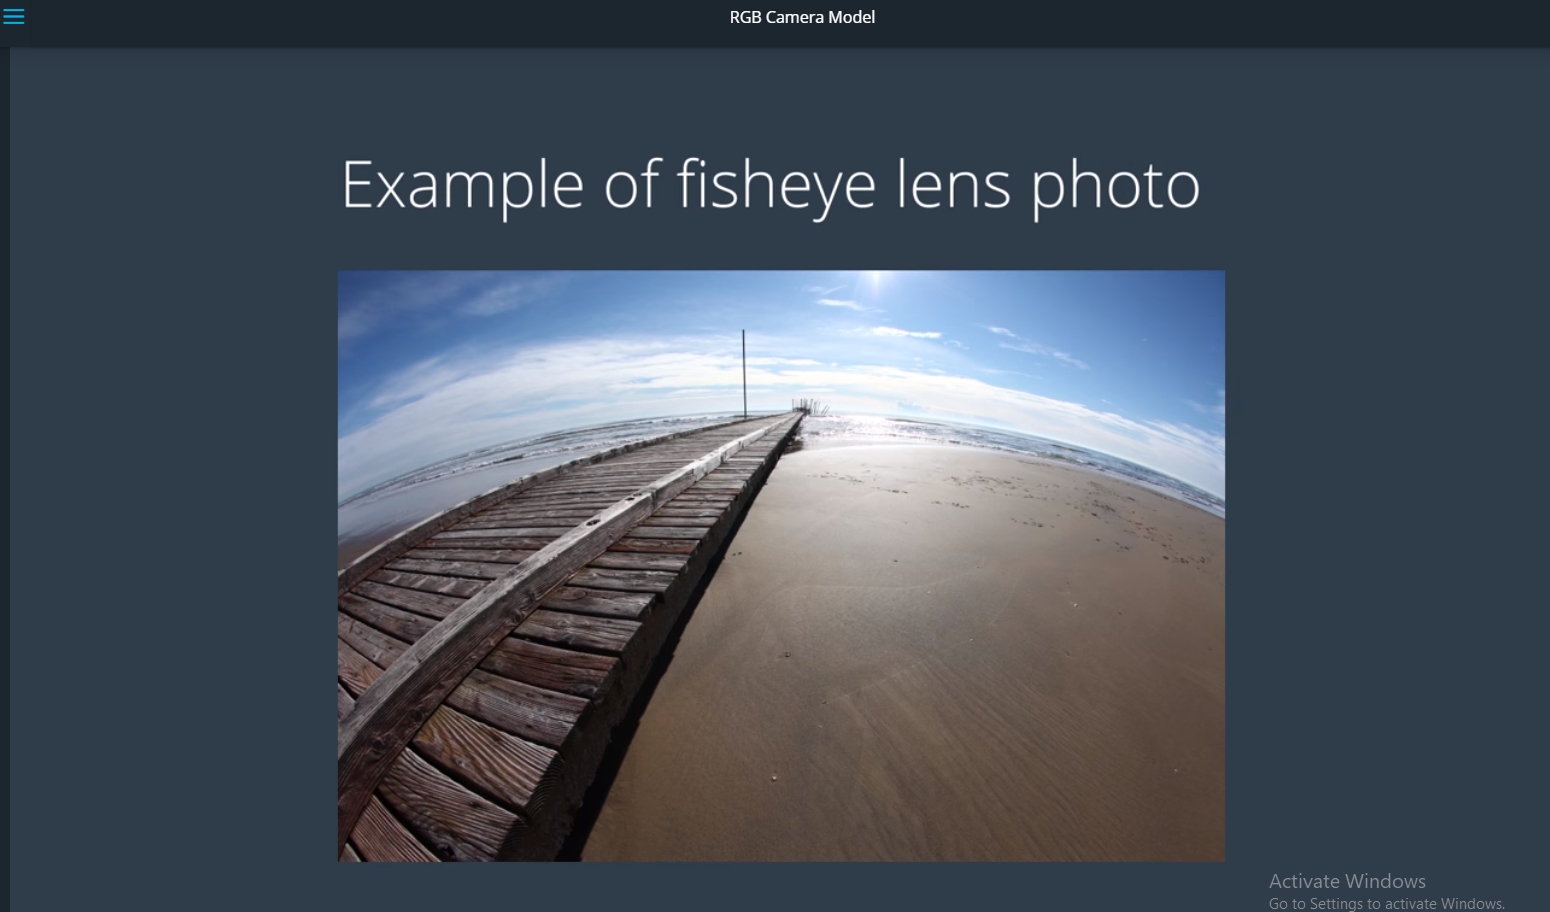 RGB Camera Model
Example of fisheye lens photo
Activate Windows
Go to Settings to activate Windows.